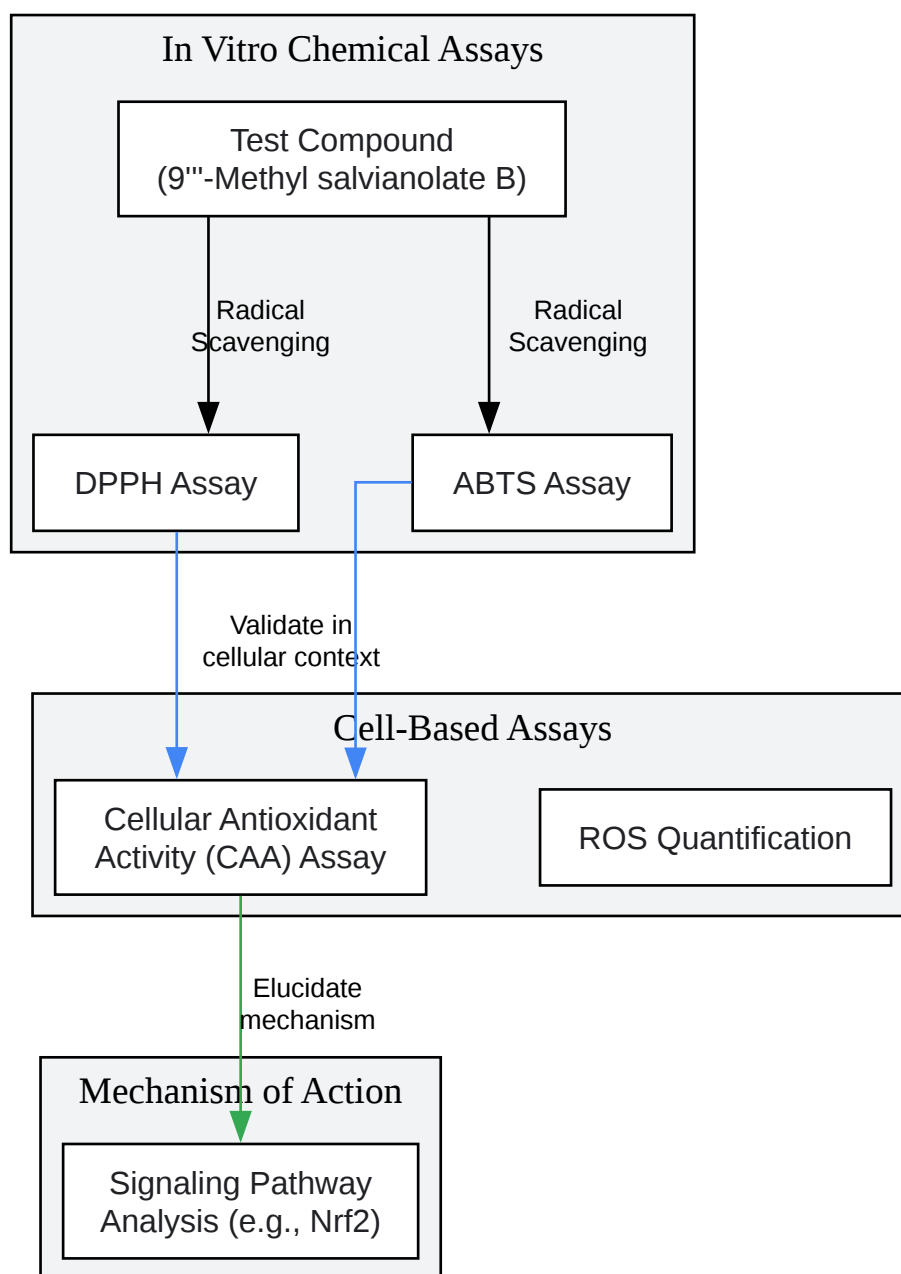 In Vitro Chemical Assays
Test Compound
(9'''-Methyl salvianolate B)
Radical
Scavenging
Radical
Scavenging
DPPH Assay
ABTS Assay
Validate in
cellular context
Cell-Based Assays
Cellular Antioxidant
Activity (CAA) Assay
ROS Quantification
Elucidate
mechanism
Mechanism of Action
Signaling Pathway
Analysis (e.g., Nrf2)